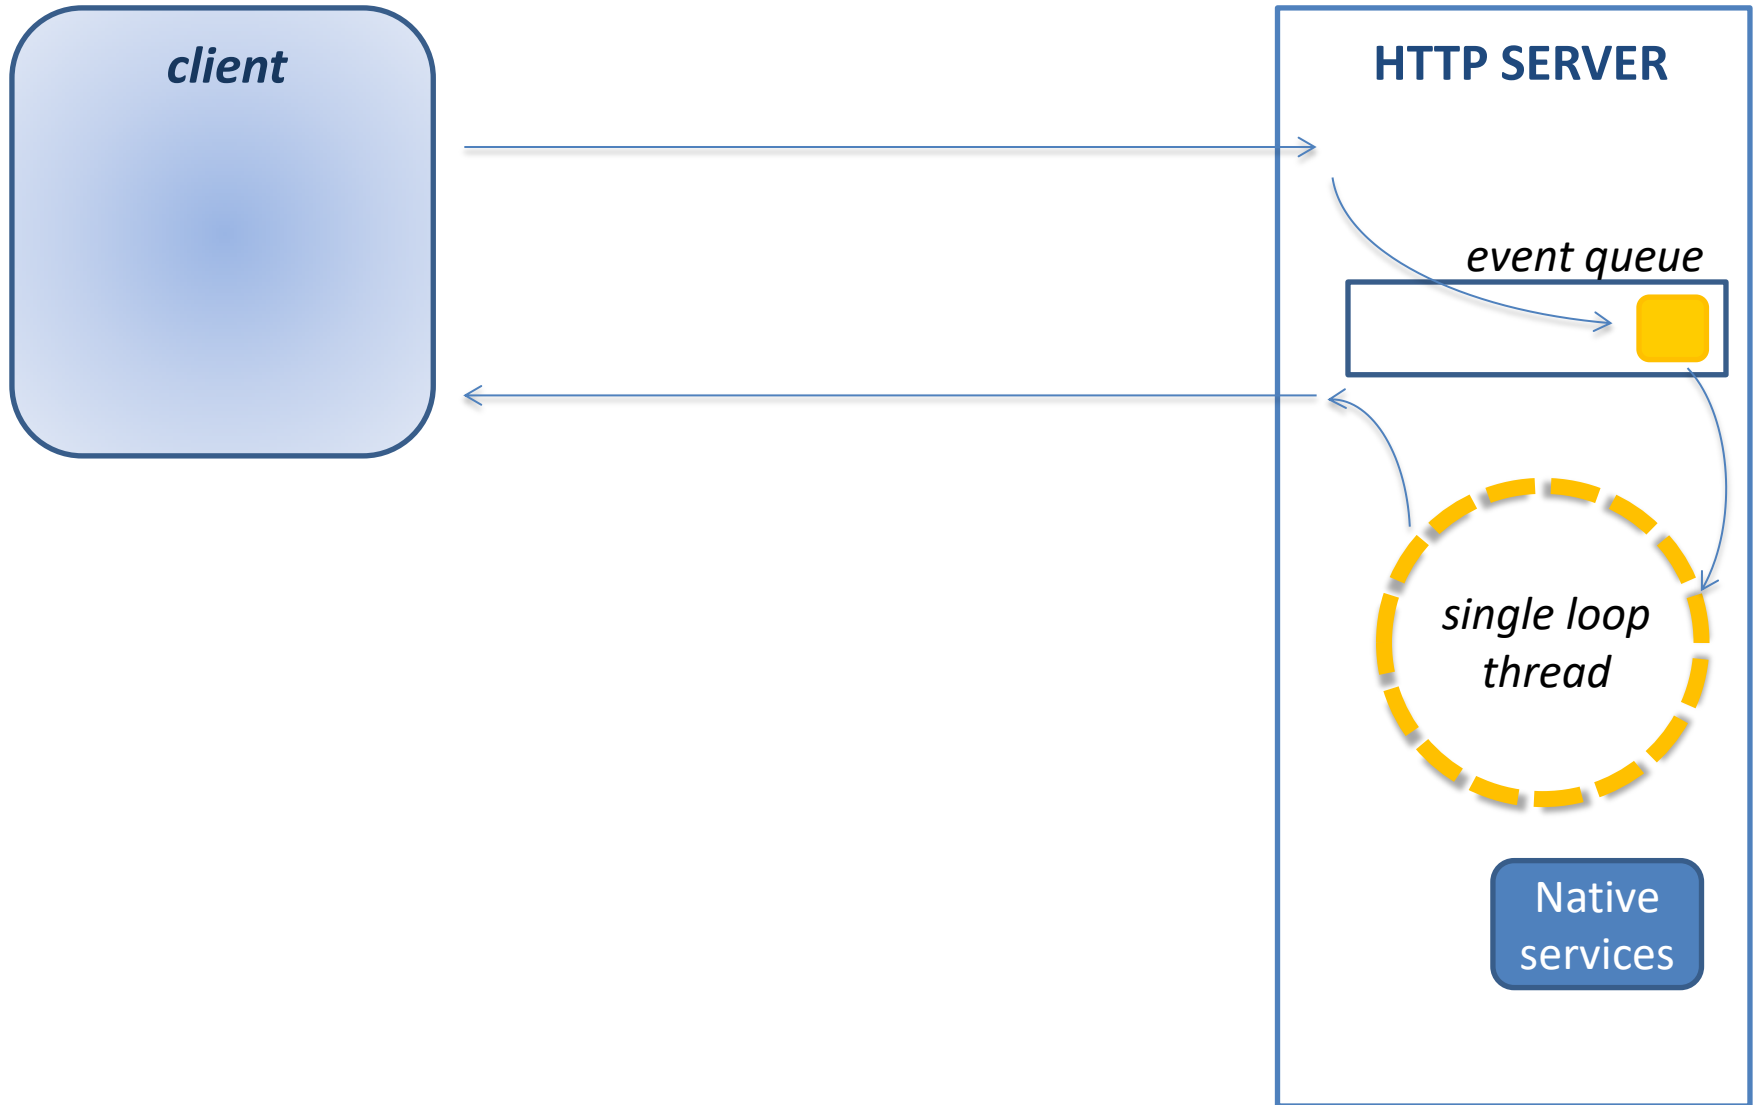 client
HTTP SERVER
event queue
single loop
thread
Native
services